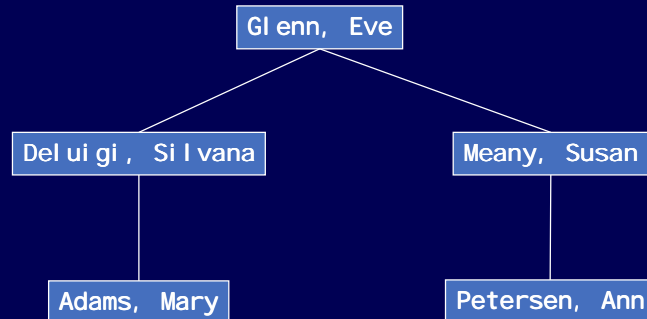 Glenn, Eve
Deluigi, Silvana
Meany, Susan
Adams, Mary
Petersen, Ann